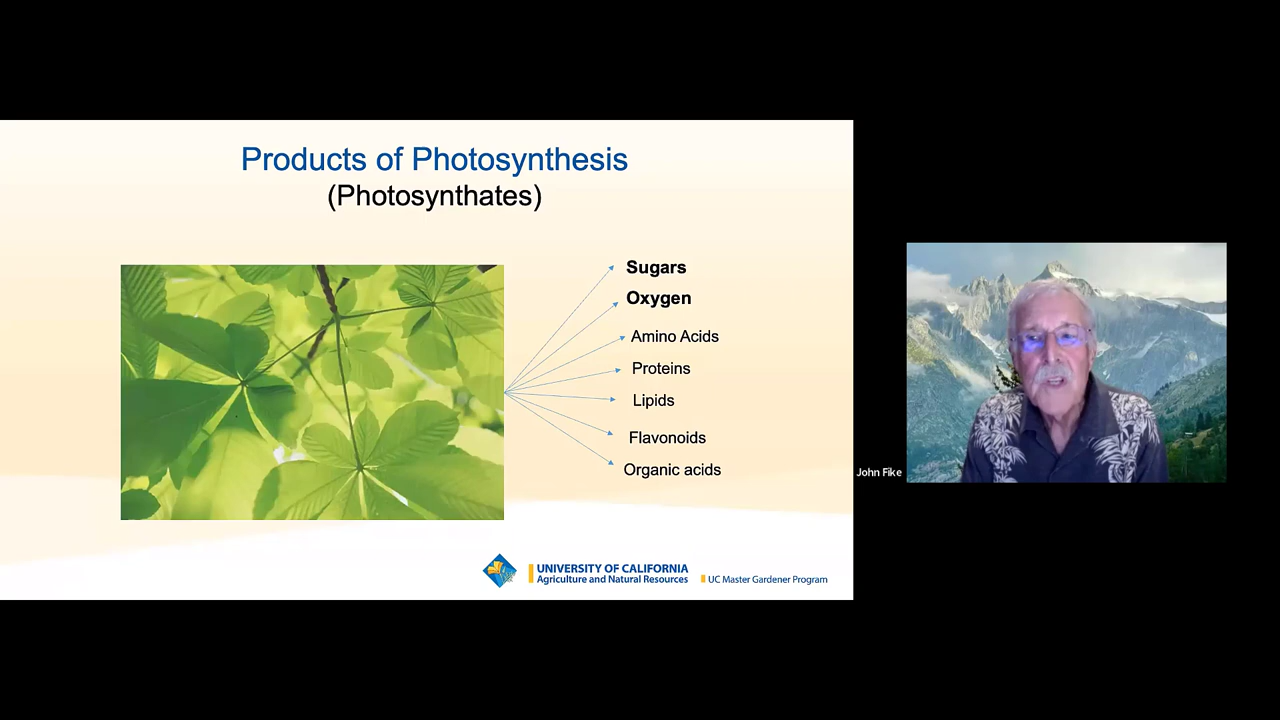 Products of Photosynthesis
(Photosynthates)
Sugars
Oxygen
Amino Acids
Proteins
Lipids
Flavonoids
Organic acids
John Fike
UNIVERSITY OF CALIFORNIA
Agriculture and Natural Resources
UC Master Gardener Program